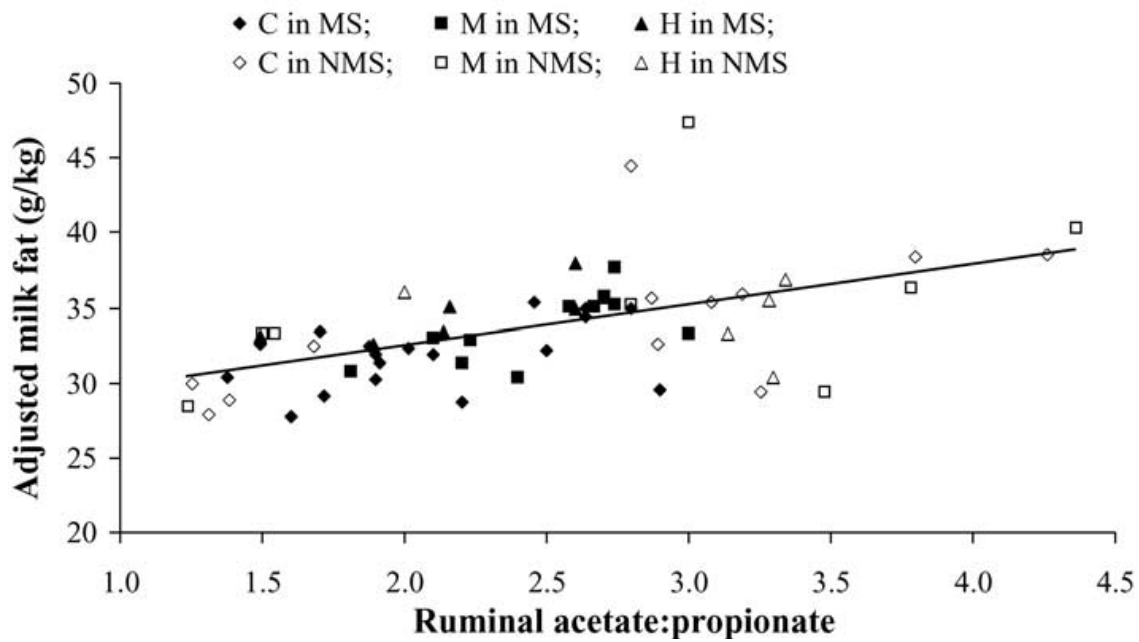 C in MS; M in MS; H in MS;
C in NMS; M in NMS; H in NMS
50
45
40
35
30
25
20
Adjusted milk fat (g/kg)
1.0 1.5 2.0 2.5 3.0 3.5 4.0 4.5
Ruminal acetate:propionate